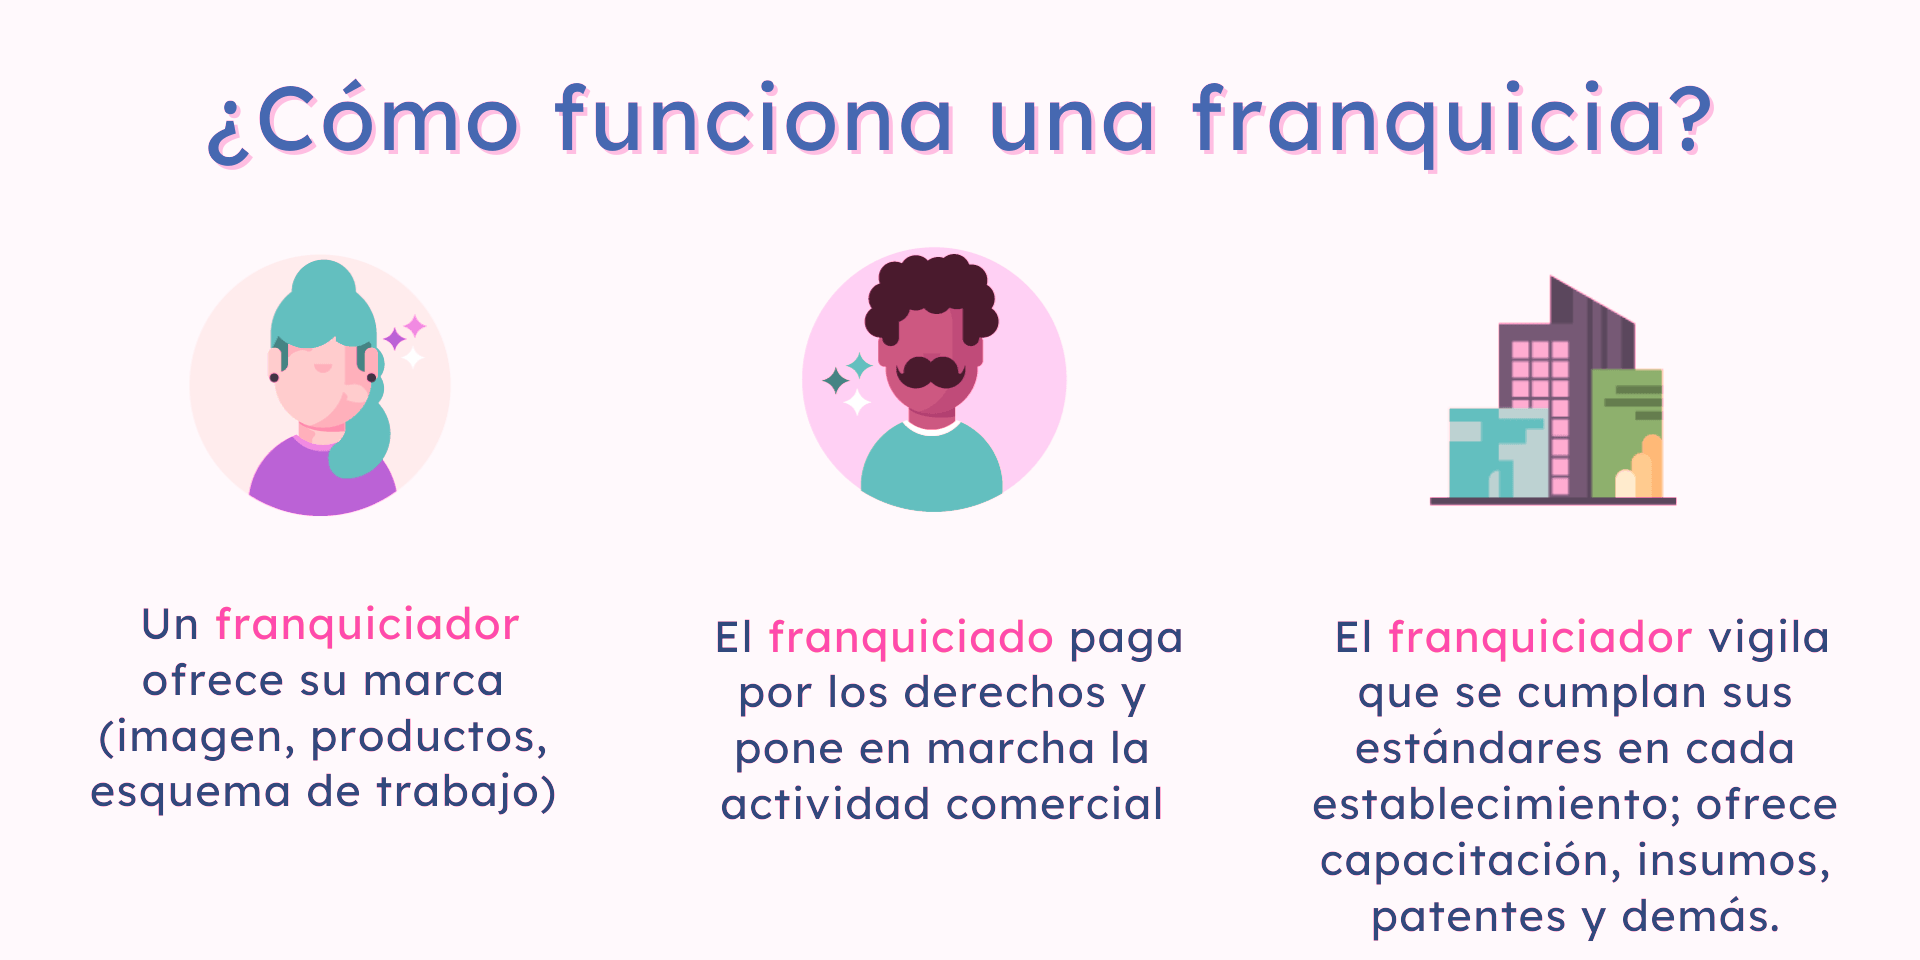 ¿Cómo funciona una franquicia?
Un franquiciador
ofrece su marca
(imagen, productos,
esquema de trabajo)
El franquiciado paga
por los derechos y
pone en marcha la
actividad comercial
El franquiciador vigila
que se cumplan sus
estándares en cada
establecimiento; ofrece
capacitación, insumos,
patentes y demás.